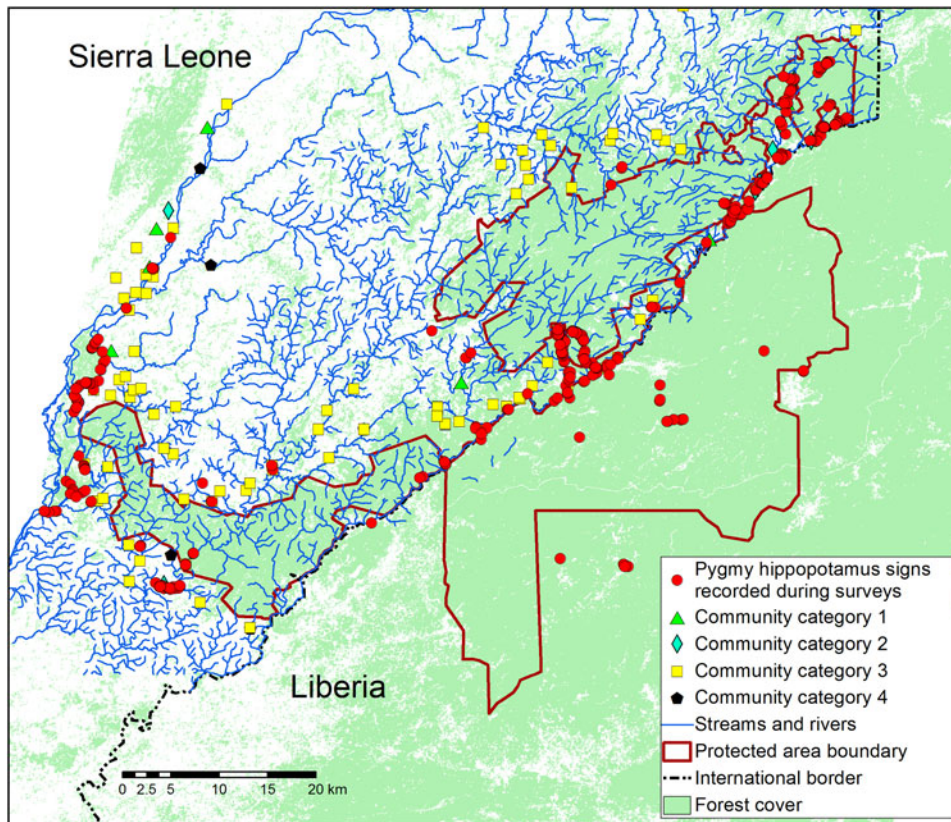 Sierra Leone
Liberia
0 2.5 5 10 15 20 km
Pygmy hippopotamus signs
recorded during surveys
Community category 1
Community category 2
Community category 3
Community category 4
Streams and rivers
Protected area boundary
International border
Forest cover